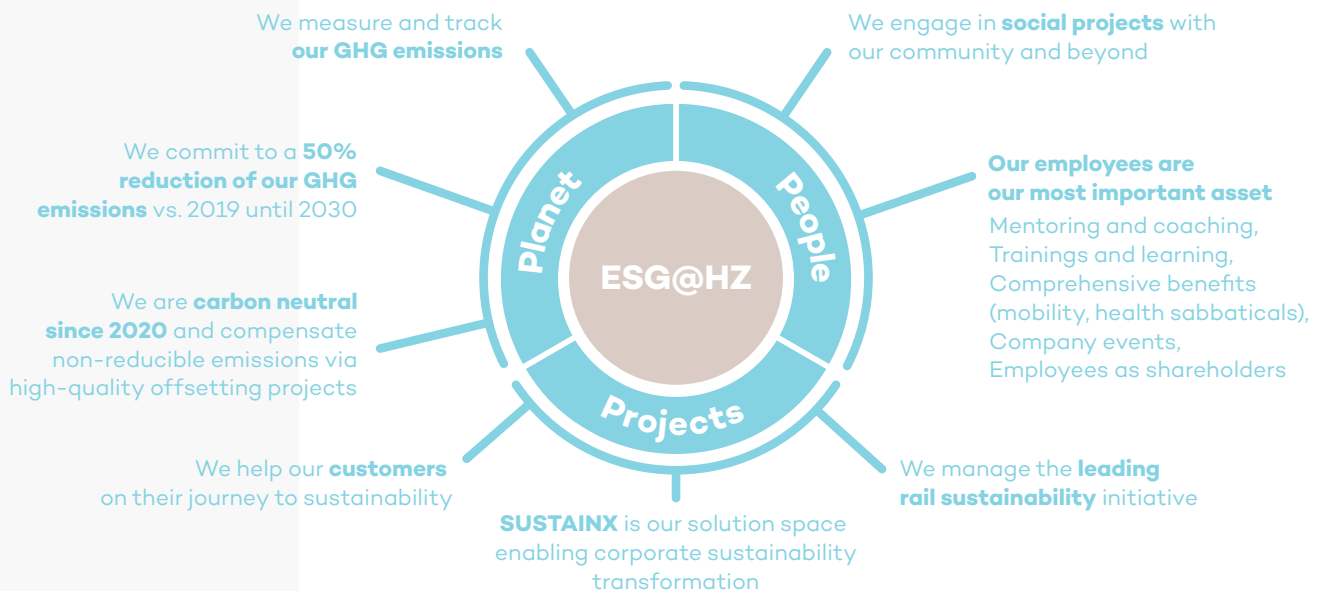 We measure and track
our GHG emissions
We engage in social projects with
our community and beyond
We commit to a 50%
reduction of our GHG
emissions vs. 2019 until 2030
Our employees are
our most important asset
Mentoring and coaching,
Trainings and learning,
Comprehensive benefits
(mobility, health sabbaticals),
Company events,
Employees as shareholders
Planet
People
ESG@HZ
Projects
We are carbon neutral
since 2020 and compensate
non-reducible emissions via
high-quality offsetting projects
We help our customers
on their journey to sustainability
SUSTAINX is our solution space
enabling corporate sustainability
transformation
We manage the leading
rail sustainability initiative